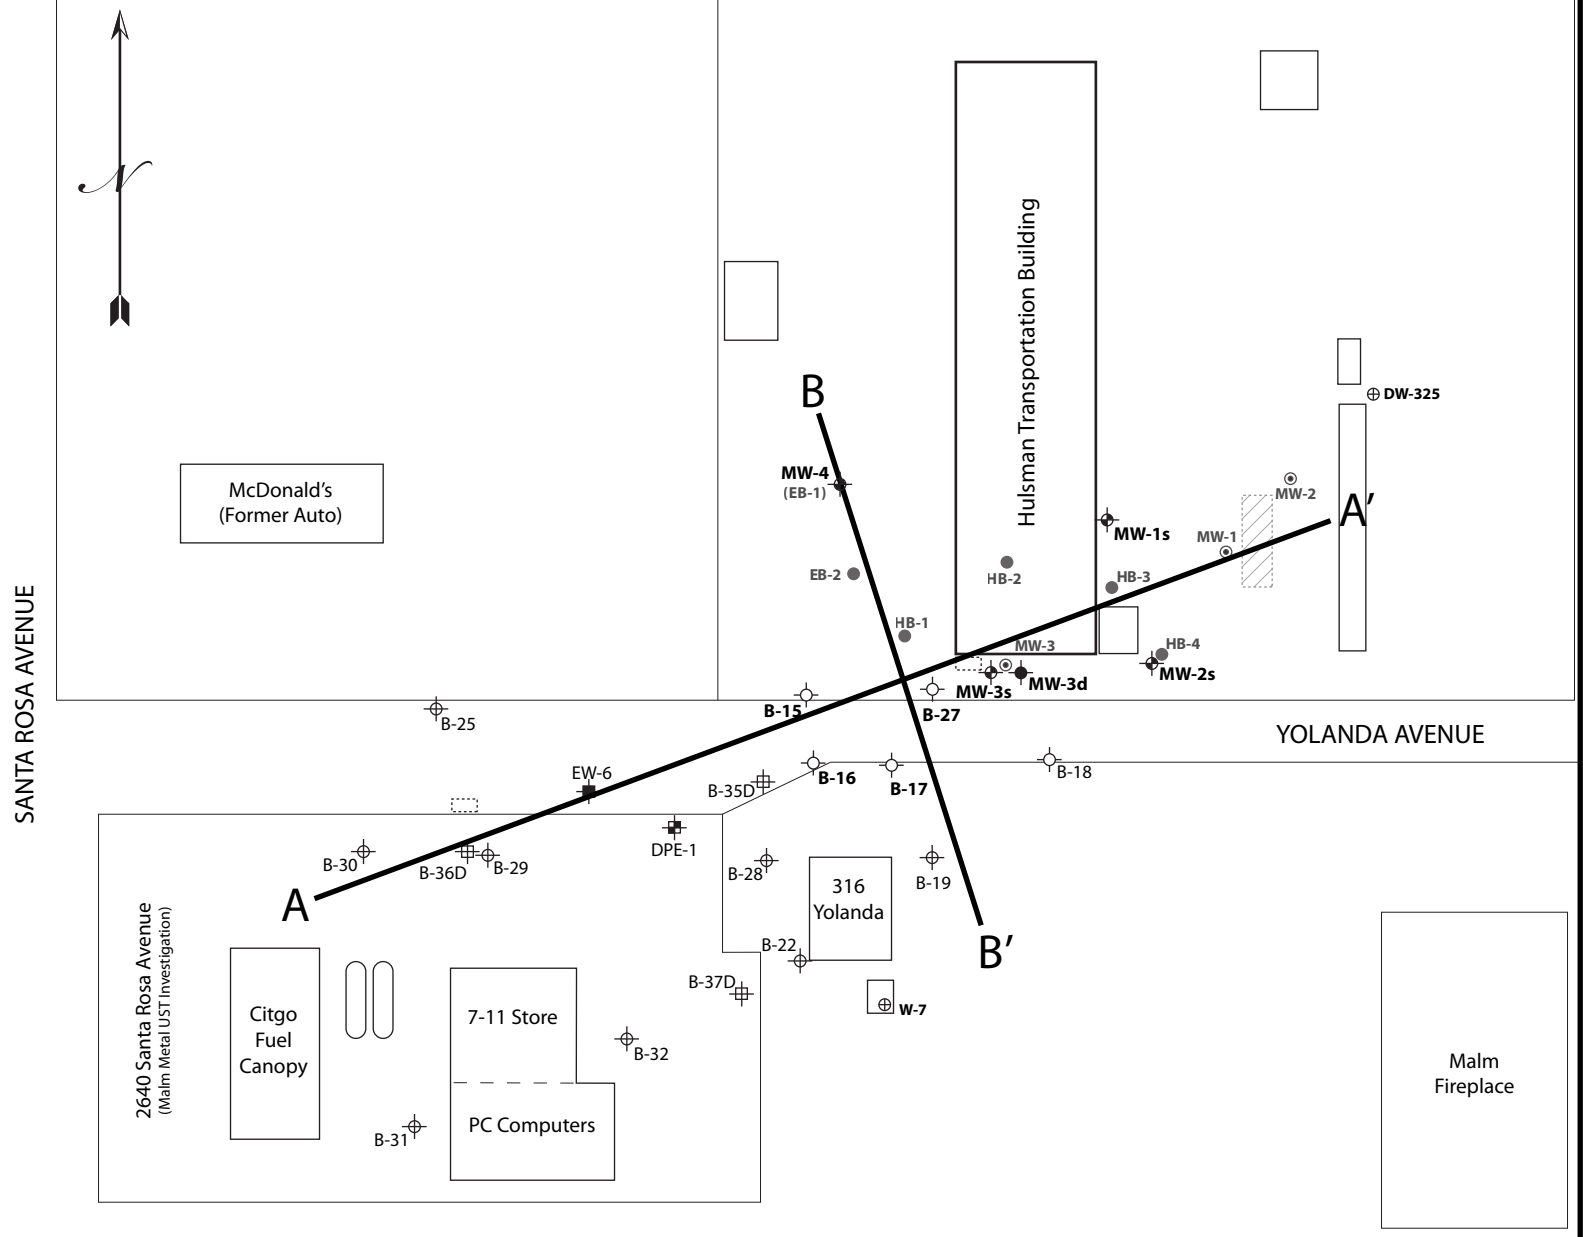 N
Hulsman Transportation Building
B
DW-325
MW-4
(EB-1)
McDonald's
(Former Auto)
MW-2
A’
MW-1s
MW-1
EB-2
HB-2
HB-3
SANTA ROSA AVENUE
HB-1
MW-3
HB-4
MW-2s
MW-3s
MW-3d
B-15
B-27
B-25
YOLANDA AVENUE
EW-6
B-16
B-18
B-35D
B-17
DPE-1
B-30
B-36D
B-29
B-28
B-19
316
Yolanda
A
B-22
B’
2640 Santa Rosa Avenue
(Malm Metal UST Investigation)
B-37D
W-7
Citgo
Fuel
Canopy
7-11 Store
B-32
Malm
Fireplace
PC Computers
B-31